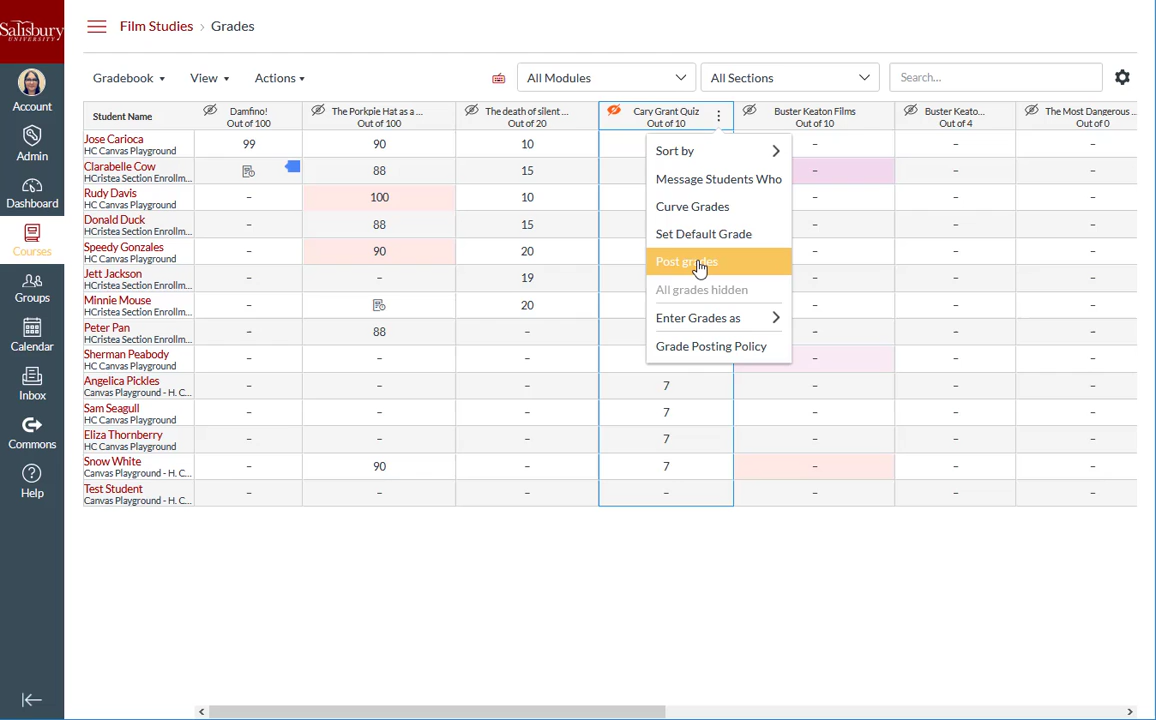 Salisbury
UNIVERSITY
Film Studies › Grades
Account
Admin
Dashboard
Courses
Groups
Calendar
Inbox
Commons
Help
Gradebook
View
Actions
All Modules
All Sections
Search...
Student Name
Damfino!
Out of 100
The Porkpie Hat as a ...
Out of 100
The death of silent ...
Out of 20
Cary Grant Quiz
Out of 10
Buster Keaton Films
Out of 10
Buster Keato...
Out of 4
The Most Dangerous ...
Out of 0
Jose Carioca 99 90 10 –
HC Canvas Playground – –
Clarabelle Cow 88 15 – – –
HCristea Section Enrollm...
Rudy Davis – 100 10 – – –
HC Canvas Playground
Donald Duck – 88 15 – – –
HCristea Section Enrollm...
Speedy Gonzales – 90 20 – – –
HC Canvas Playground
Jett Jackson – – 19 – – –
HCristea Section Enrollm...
Minnie Mouse – 20 – – –
HCristea Section Enrollm...
Peter Pan – 88 – – – –
HCristea Section Enrollm...
Sherman Peabody – – – – – –
HC Canvas Playground
Angelica Pickles – – – 7 – – –
Canvas Playground - H. C...
Sam Seagull – – – 7 – – –
HC Canvas Playground
Eliza Thornberry – – – 7 – – –
HC Canvas Playground
Snow White – 90 – 7 – – –
Canvas Playground - H. C...
Test Student – – – – – – –
Canvas Playground - H. C...
Sort by
Message Students Who
Curve Grades
Set Default Grade
Post grades
All grades hidden
Enter Grades as
Grade Posting Policy